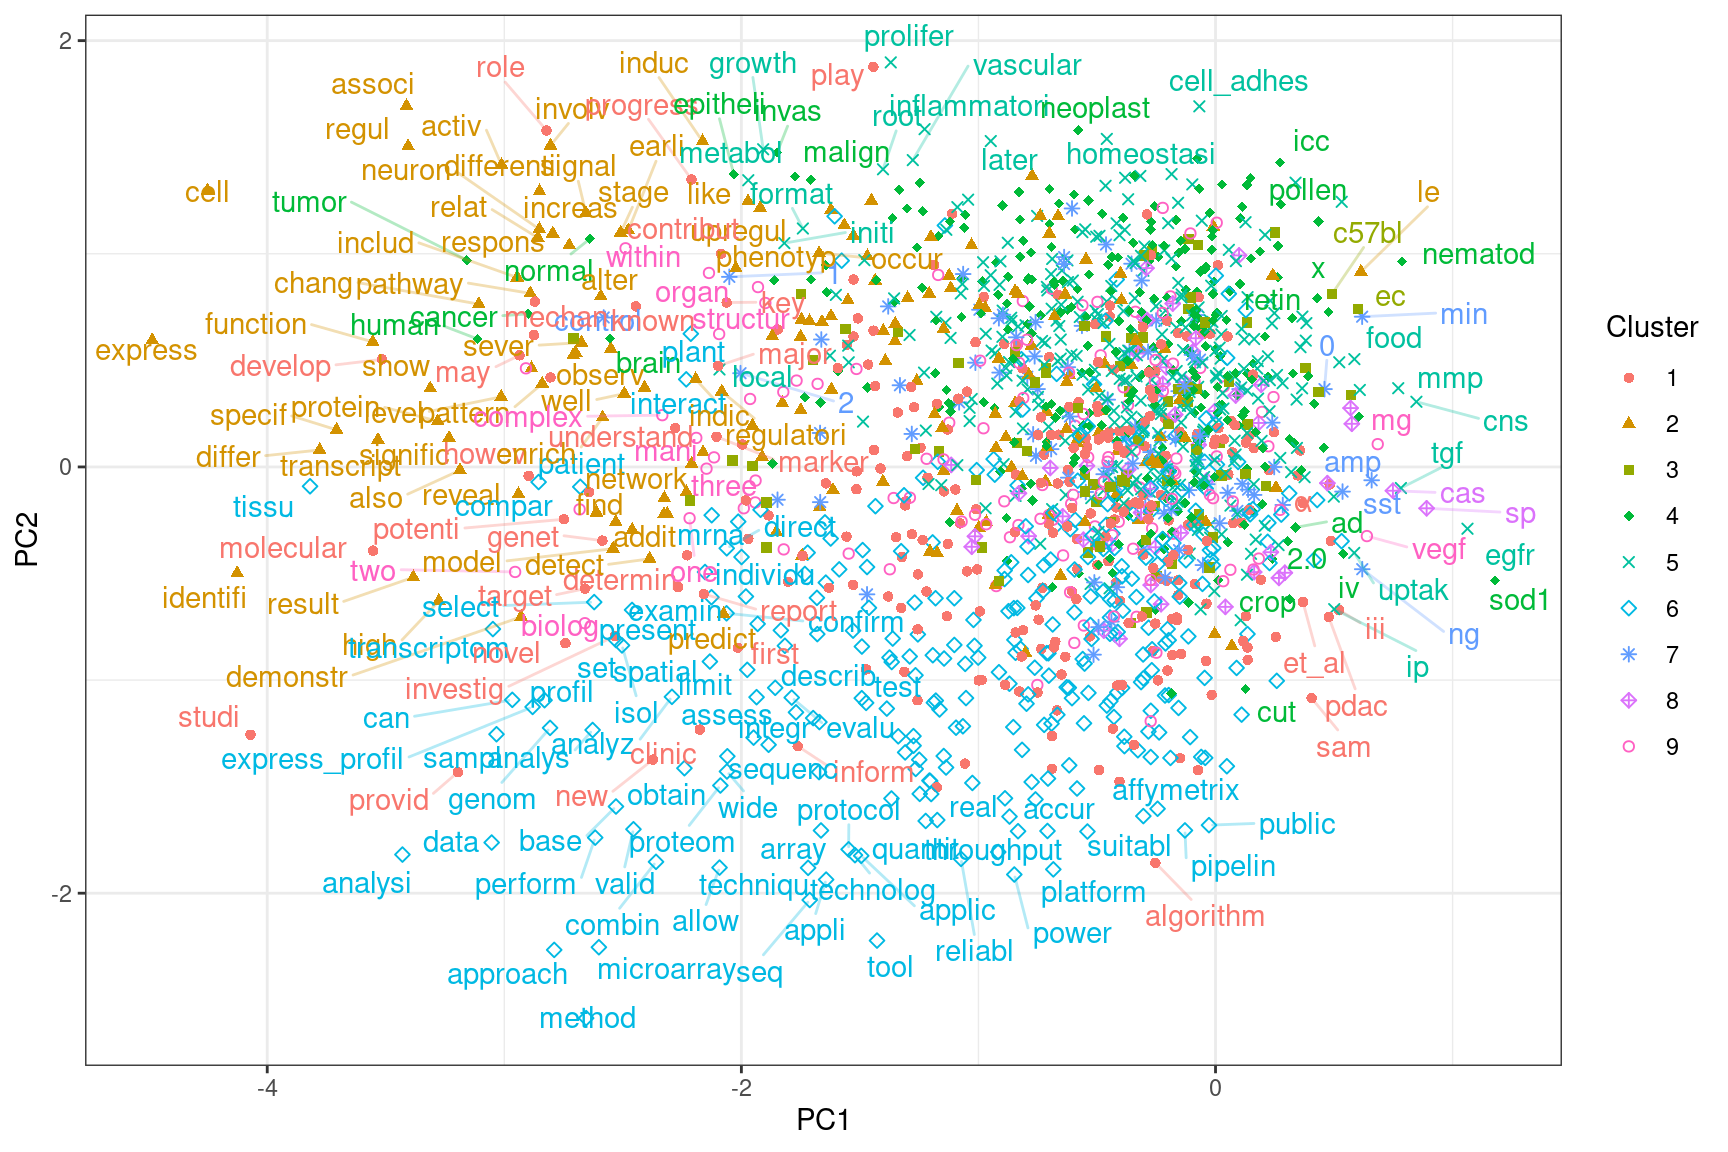 prolifer
role
induc
growth
play
vascular
associ
cell_adhes
involv
progress
epitheli
invas
inflammatori
neoplast
root
regul
activ
earli
metabol
malign
later
homeostasi
icc
neuron
signal
cell
tumor
relat
increas
stage
like
format
pollen
le
includ
respons
contribut
upregul
initi
c57bl
within
phenotyp
occur
nematod
chang
pathway
normal
alter
1
x
organ
key
retin
ec
function
human
cancer
structur
min
express
sever
plant
major
0
food
develop
show
may
brain
local
mmp
observ
specif
protein
level
pattern
well
interact
2
complex
indic
mg
cns
differ
transcript
significantli
however
enrich
understand
regulatori
patient
marker
amp
tgf
tissu
also
reveal
compar
network
three
sst
cas
sp
potenti
genet
find
addit
mrna
direct
ad
molecular
two
model
detect
one
individu
2.0
vegf
egfr
identifi
result
select
target
determin
examin
report
confirm
crop
iv
uptak
sod1
high
transcriptom
biolog
novel
present
predict
first
iii
ng
demonstr
investig
set
spatial
limit
describ
test
et_al
ip
studi
can
profil
isol
assess
integr
evalu
cut
pdac
express_profil
sampl
analys
analyz
clinic
sequenc
inform
sam
provid
genom
new
obtain
wide
protocol
real
accur
affymetrix
data
base
proteom
array
quantit
throughput
suitabl
public
analysi
perform
valid
techniqu
technolog
platform
pipelin
combin
allow
appli
applic
reliabl
power
algorithm
approach
microarray
seq
tool
method
2
0
-2
-4
-2
0
PC1
PC2
Cluster
1
2
3
4
5
6
7
8
9